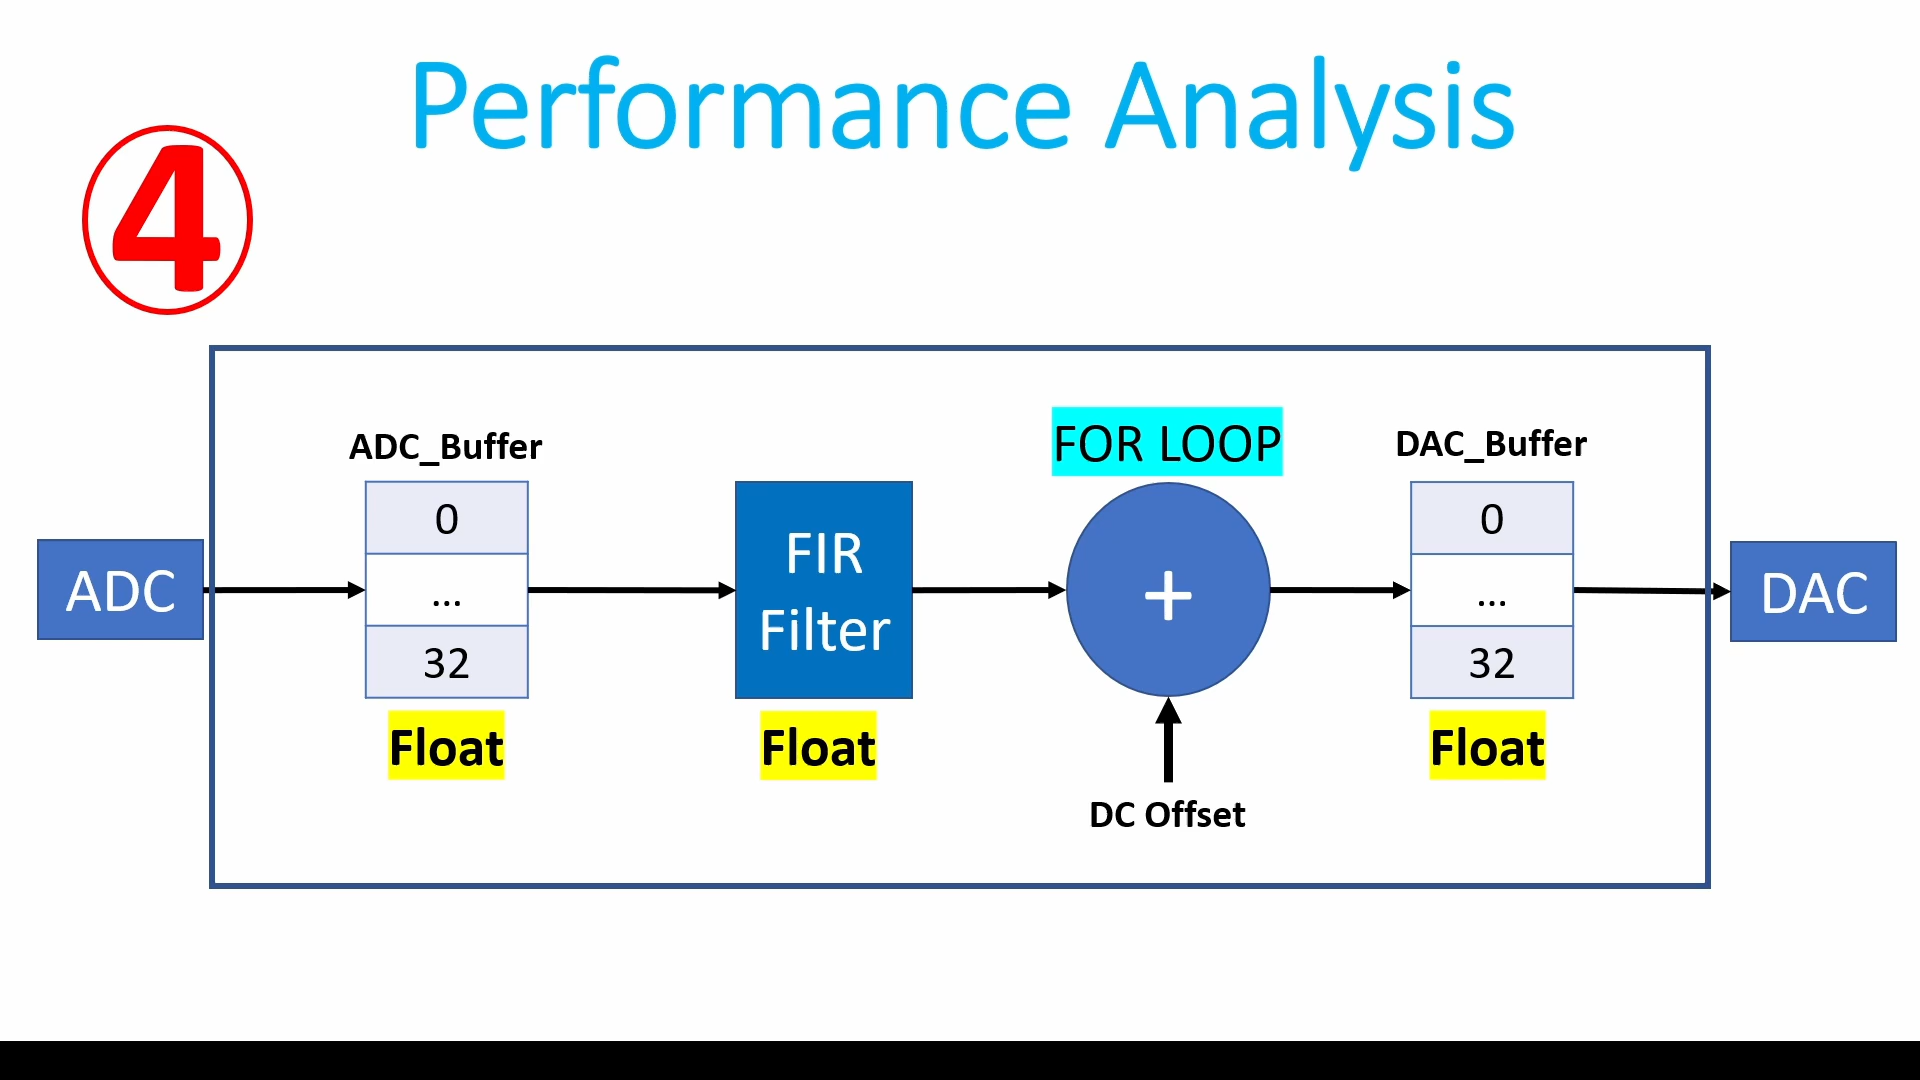 Performance Analysis
4
FOR LOOP
ADC_Buffer
DAC_Buffer
0
...
32
FIR
Filter
+
0
...
32
ADC
DAC
Float
Float
Float
DC Offset